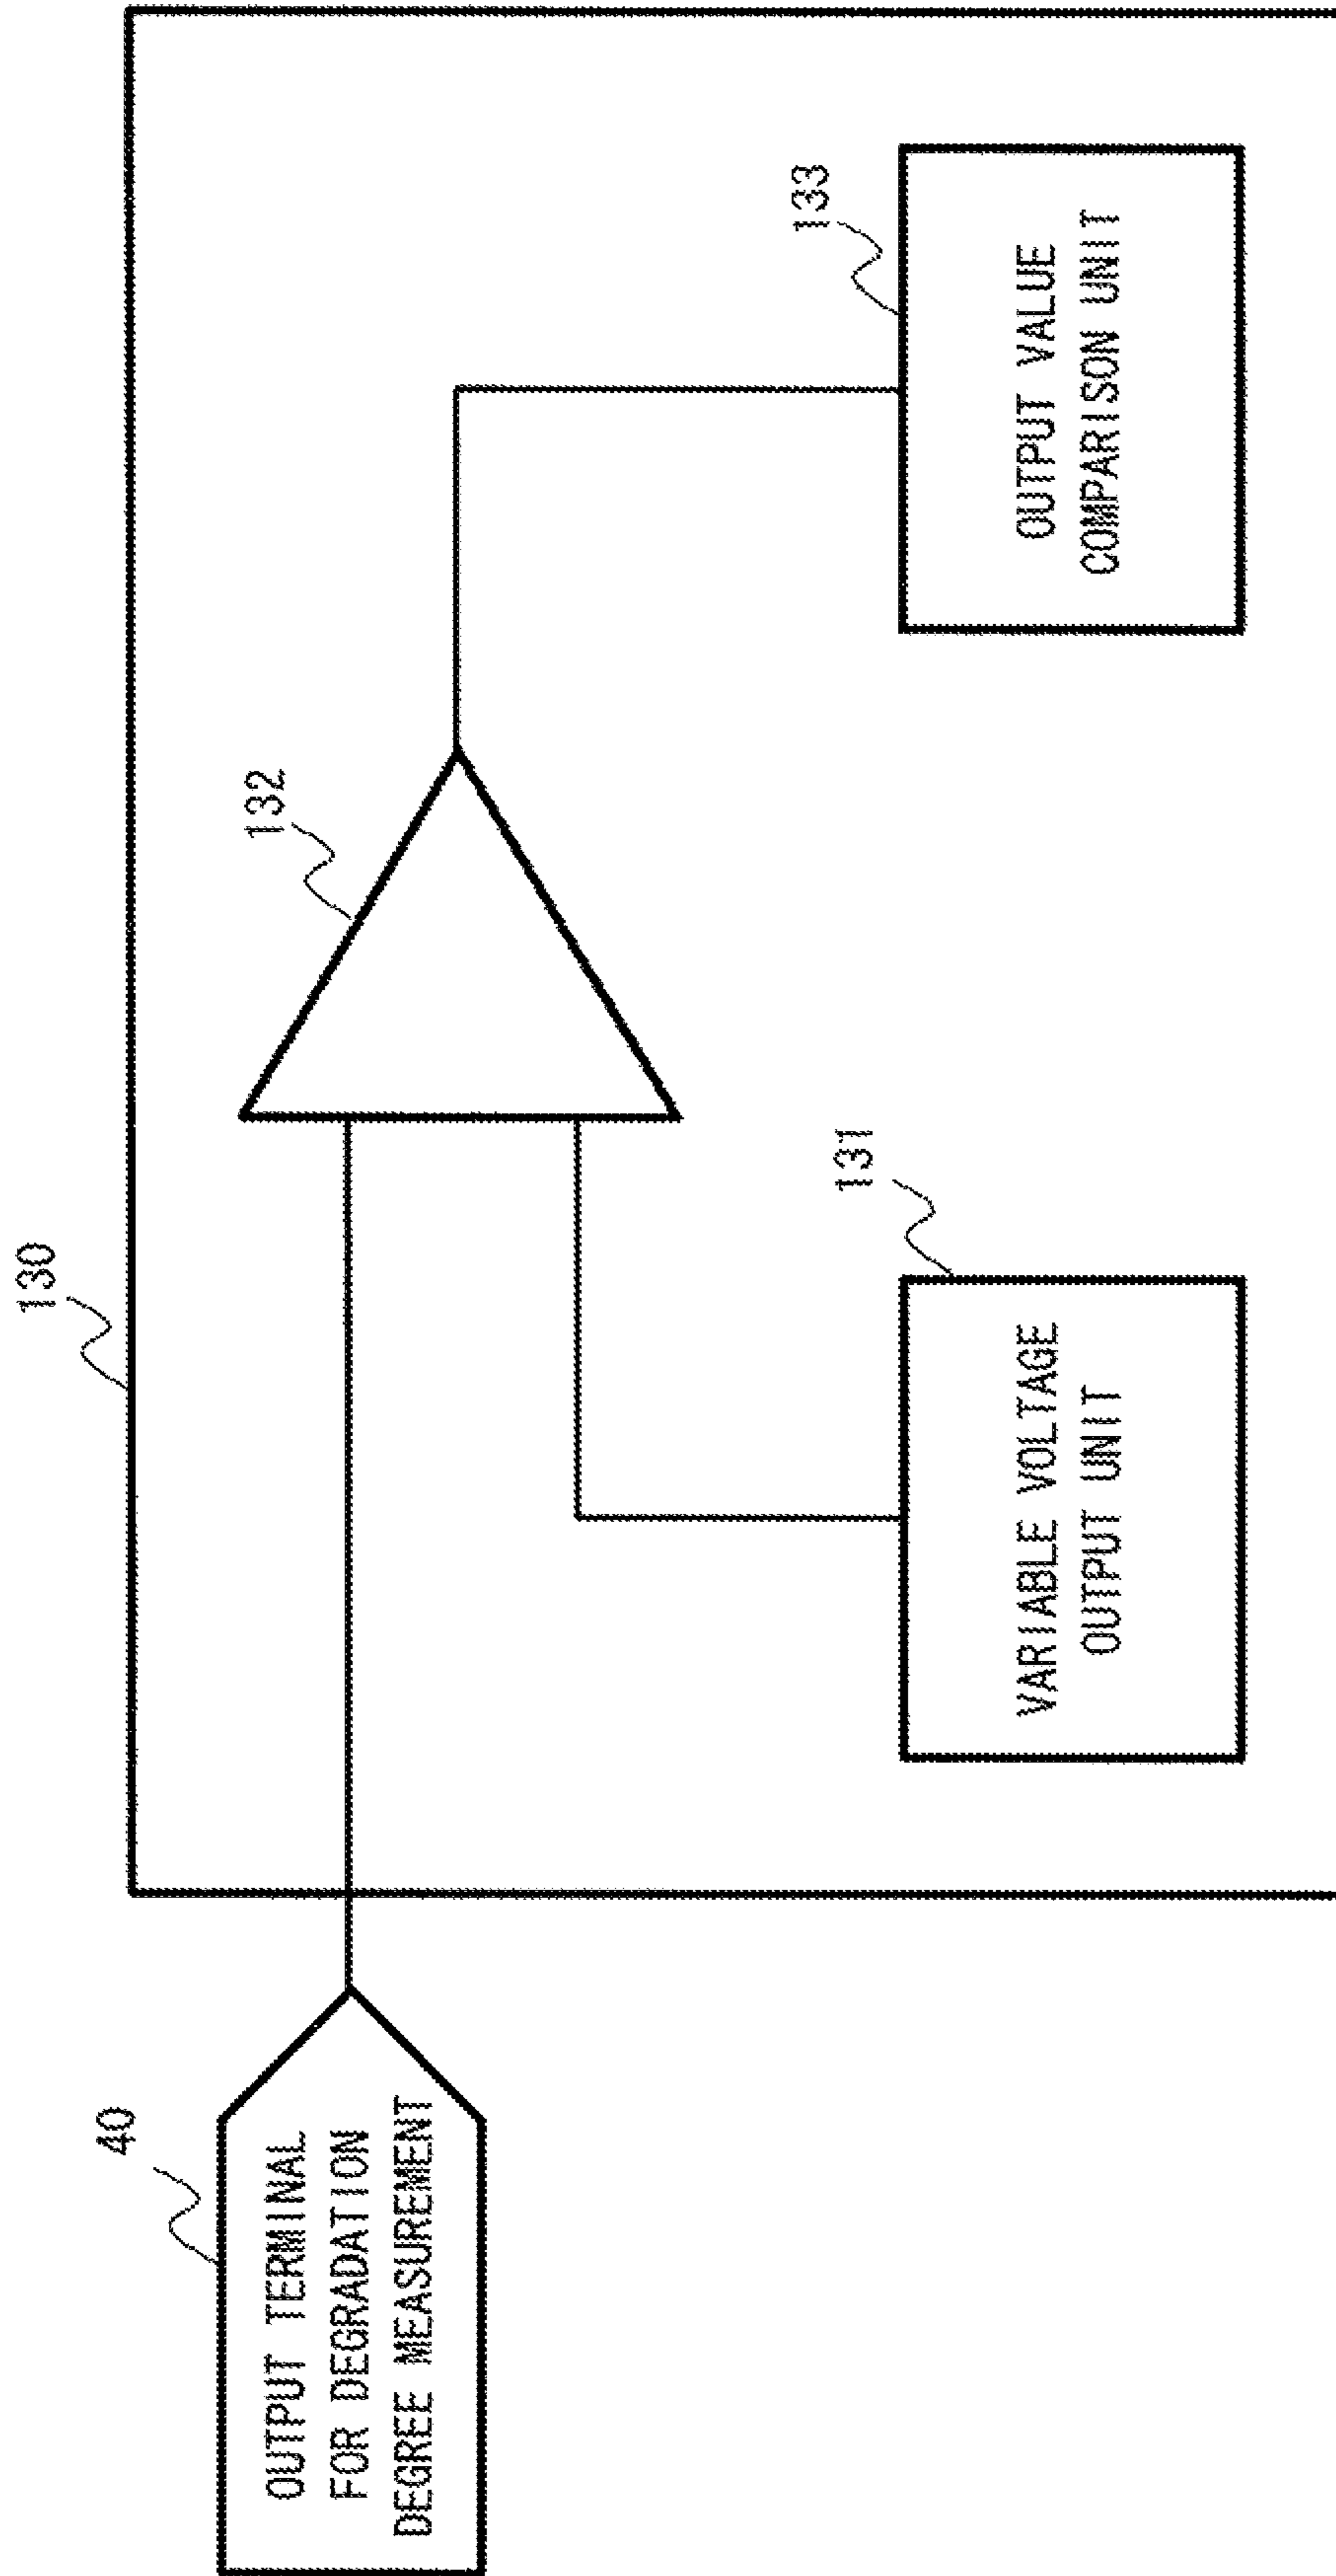 130
40
OUTPUT TERMINAL
FOR DEGRADATION
DEGREE MEASUREMENT
132
131
VARIABLE VOLTAGE
OUTPUT UNIT
133
OUTPUT VALUE
COMPARISON UNIT